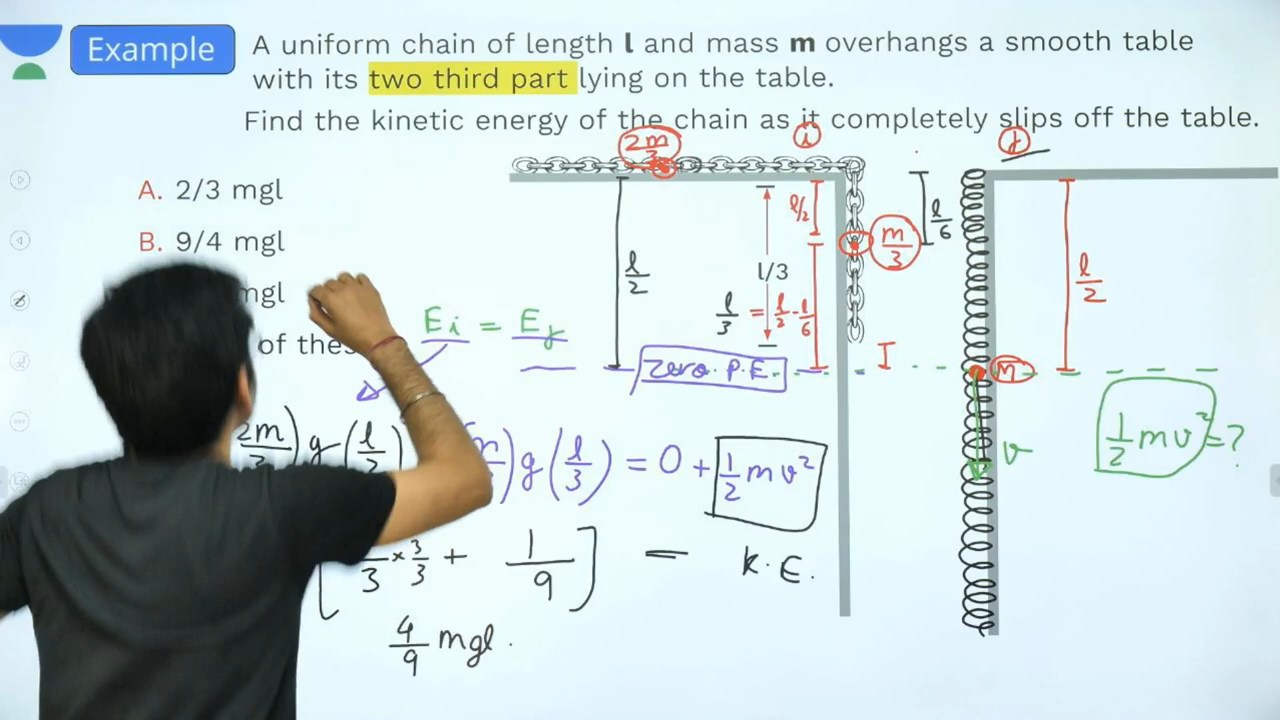 Example
A uniform chain of length l and mass m overhangs a smooth table
with its two third part lying on the table.
Find the kinetic energy of the chain as it completely slips off the table.
A. 2/3 mgl
B. 9/4 mgl
mgl
of thes
2m/3
i
f
l/2
l/2
l/3
l/3 = l/2 - l/6
m/3
l/6
l/2
Ei = Ef
Zero P.E.
I
m
v
1/2 mv² = ?
2m g (l/2)
g (l/3) = 0 + 1/2 mv²
3 × 3/3 + 1/9 ] = K.E.
4/9 mgl.